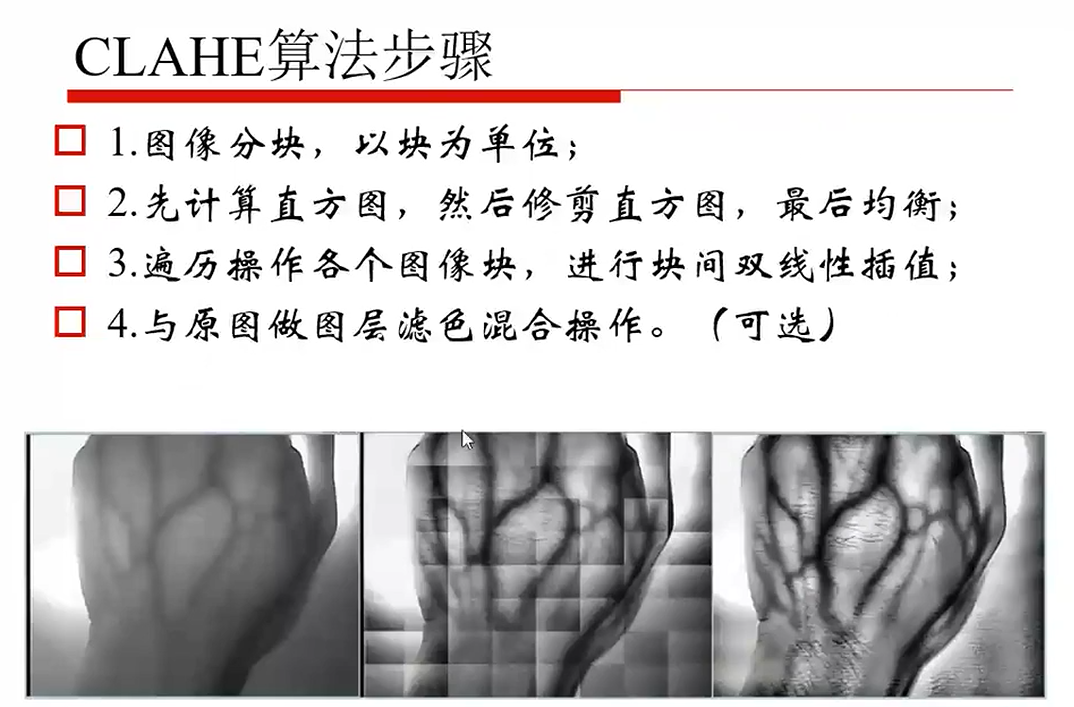 CLAHE算法步骤
1.图像分块，以块为单位；
2.先计算直方图，然后修剪直方图，最后均衡；
3.遍历操作各个图像块，进行块间双线性插值；
4.与原图做图层滤色混合操作。（可选）